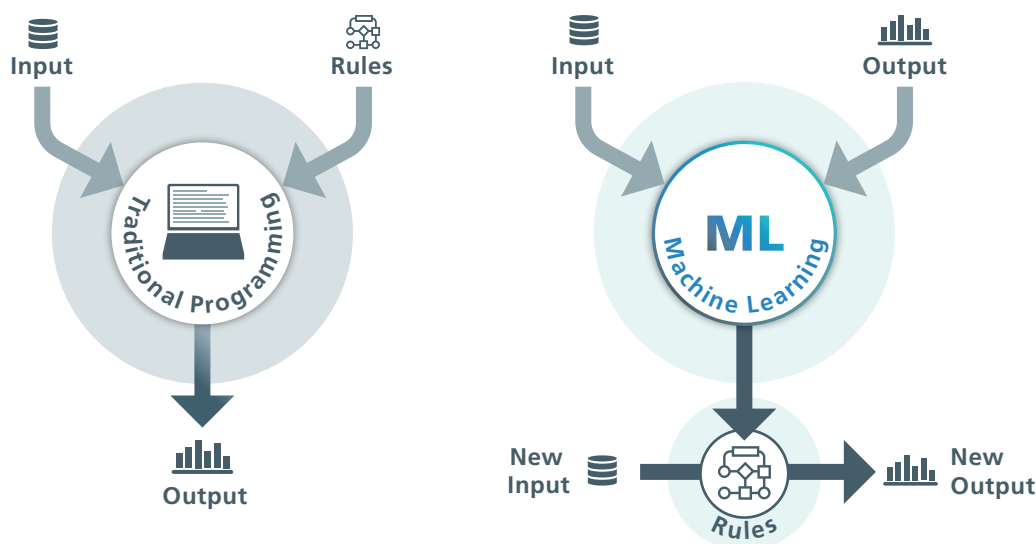 Input
Rules
Traditional Programming
Output
Input
Output
ML
Machine Learning
New
Input
Rules
New
Output